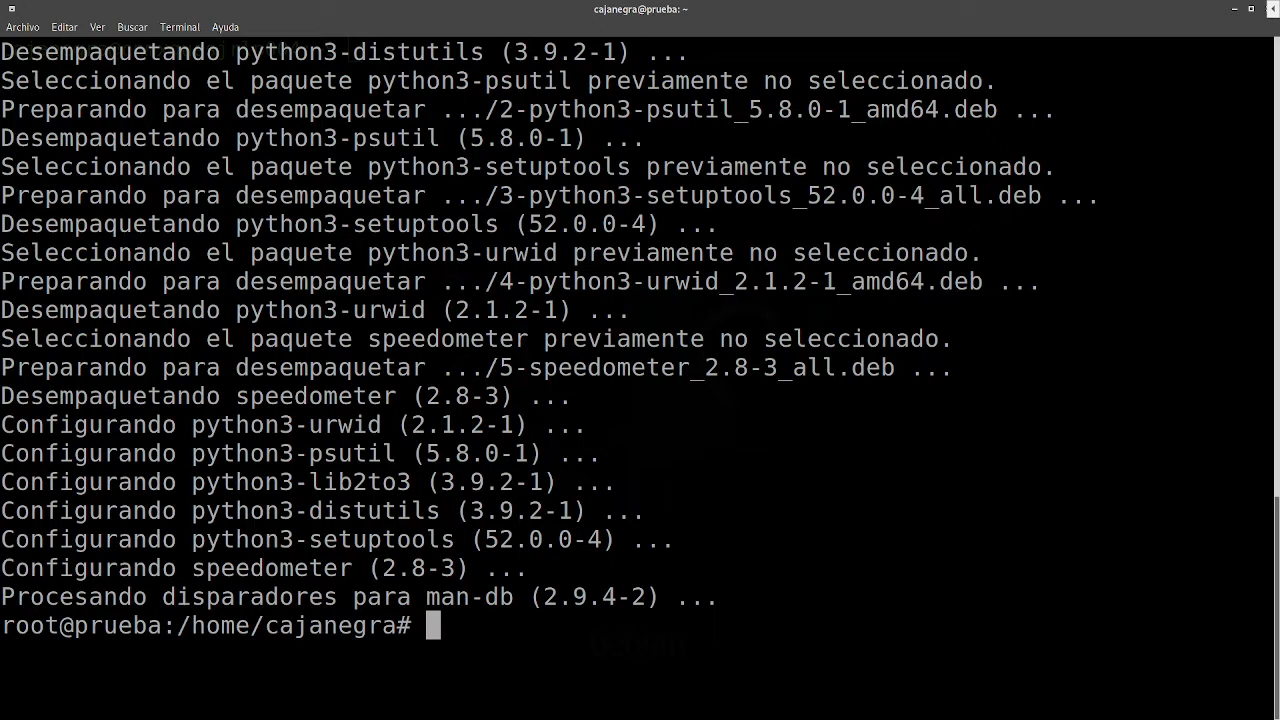 cajanegra@prueba: ~
Archivo Editar Ver Buscar Terminal Ayuda
Desempaquetando python3-distutils (3.9.2-1) ...
Seleccionando el paquete python3-psutil previamente no seleccionado.
Preparando para desempaquetar .../2-python3-psutil_5.8.0-1_amd64.deb ...
Desempaquetando python3-psutil (5.8.0-1) ...
Seleccionando el paquete python3-setuptools previamente no seleccionado.
Preparando para desempaquetar .../3-python3-setuptools_52.0.0-4_all.deb ...
Desempaquetando python3-setuptools (52.0.0-4) ...
Seleccionando el paquete python3-urwid previamente no seleccionado.
Preparando para desempaquetar .../4-python3-urwid_2.1.2-1_amd64.deb ...
Desempaquetando python3-urwid (2.1.2-1) ...
Seleccionando el paquete speedometer previamente no seleccionado.
Preparando para desempaquetar .../5-speedometer_2.8-3_all.deb ...
Desempaquetando speedometer (2.8-3) ...
Configurando python3-urwid (2.1.2-1) ...
Configurando python3-psutil (5.8.0-1) ...
Configurando python3-lib2to3 (3.9.2-1) ...
Configurando python3-distutils (3.9.2-1) ...
Configurando python3-setuptools (52.0.0-4) ...
Configurando speedometer (2.8-3) ...
Procesando disparadores para man-db (2.9.4-2) ...
root@prueba:/home/cajanegra#